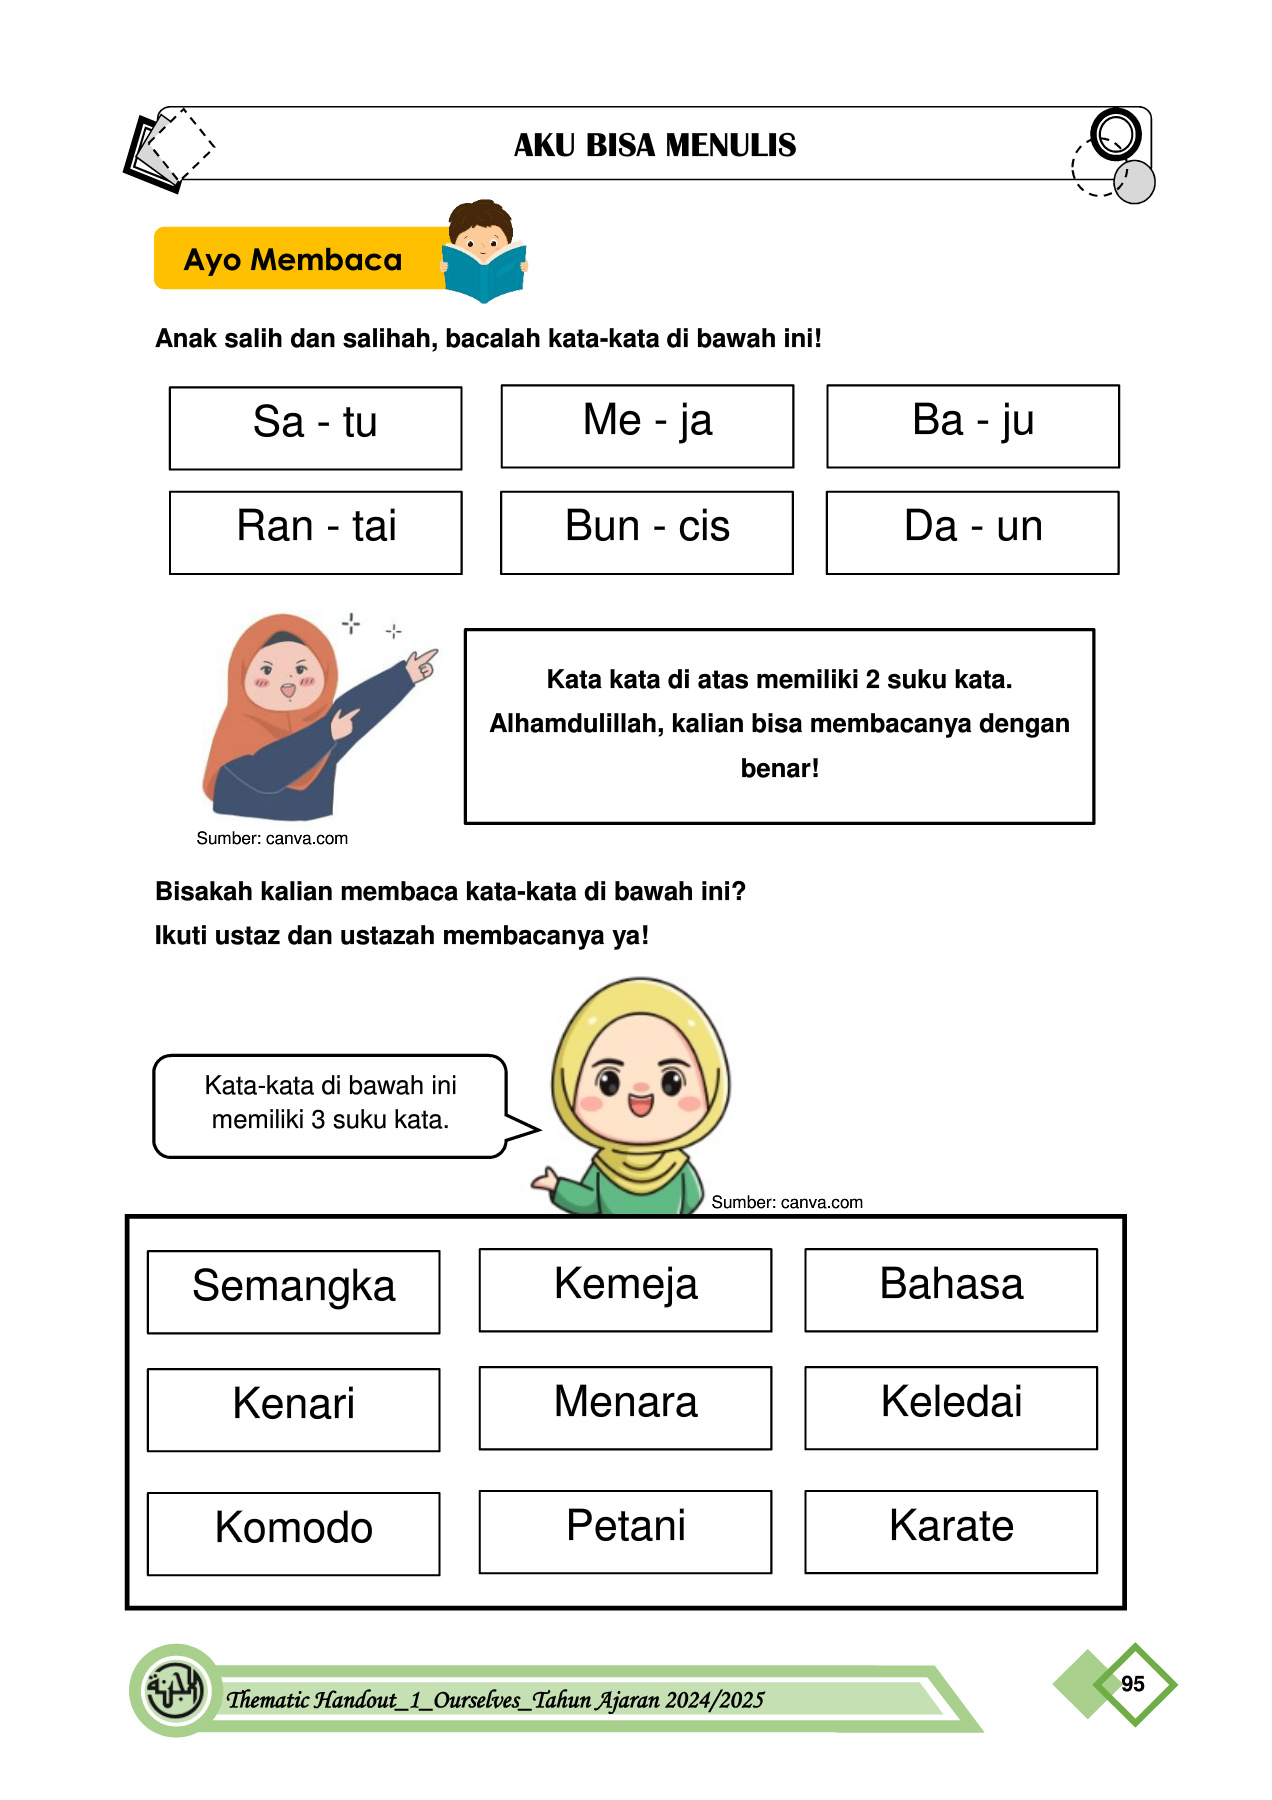 AKU BISA MENULIS
Ayo Membaca
Anak salih dan salihah, bacalah kata-kata di bawah ini!
Sa - tu
Me - ja
Ba - ju
Ran - tai
Bun - cis
Da - un
Kata kata di atas memiliki 2 suku kata.
Alhamdulillah, kalian bisa membacanya dengan
benar!
Sumber: canva.com
Bisakah kalian membaca kata-kata di bawah ini?
Ikuti ustaz dan ustazah membacanya ya!
Kata-kata di bawah ini
memiliki 3 suku kata.
Sumber: canva.com
Semangka
Kemeja
Bahasa
Kenari
Menara
Keledai
Komodo
Petani
Karate
Thematic Handout_1_Ourselves_Tahun Ajaran 2024/2025
95